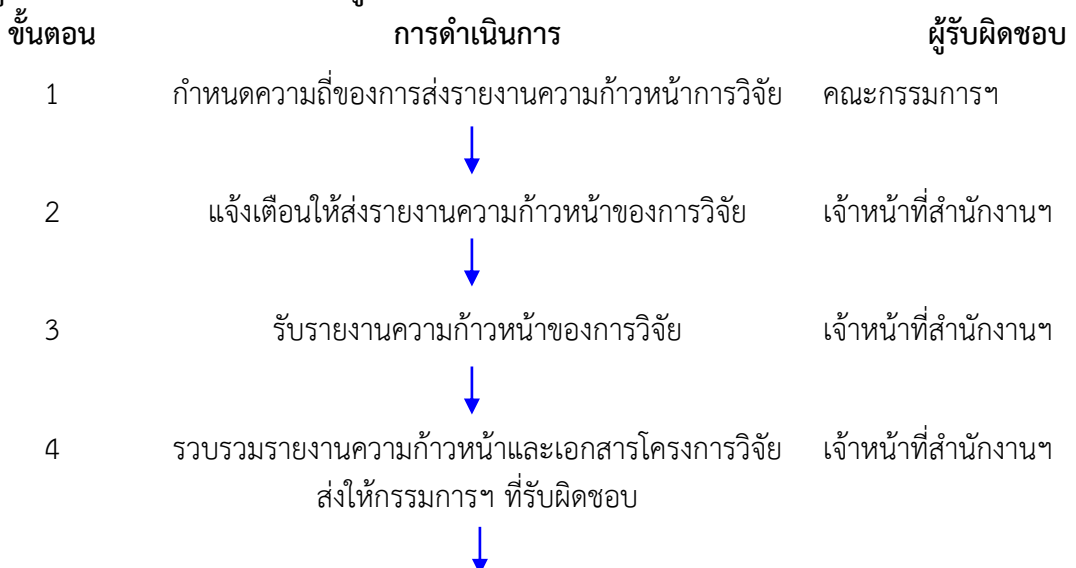 ขั้นตอน การดำเนินการ ผู้รับผิดชอบ
1 กำหนดความถี่ของการส่งรายงานความก้าวหน้าการวิจัย คณะกรรมการฯ
2 แจ้งเตือนให้ส่งรายงานความก้าวหน้าของการวิจัย เจ้าหน้าที่สำนักงานฯ
3 รับรายงานความก้าวหน้าของการวิจัย เจ้าหน้าที่สำนักงานฯ
4 รวบรวมรายงานความก้าวหน้าและเอกสารโครงการวิจัย เจ้าหน้าที่สำนักงานฯ
ส่งให้กรรมการฯ ที่รับผิดชอบ